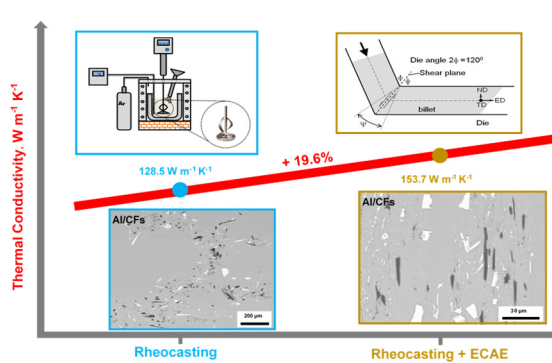 Thermal Conductivity, W m⁻¹ K⁻¹
Ar
Die angle 2ϕ =120⁰
Shear plane
ND
ED
TD
billet
Die
Ψ
+ 19.6%
128.5 W m⁻¹ K⁻¹
153.7 W m⁻¹ K⁻¹
Al/CFs
Al/CFs
200 μm
30 μm
Rheocasting
Rheocasting + ECAE